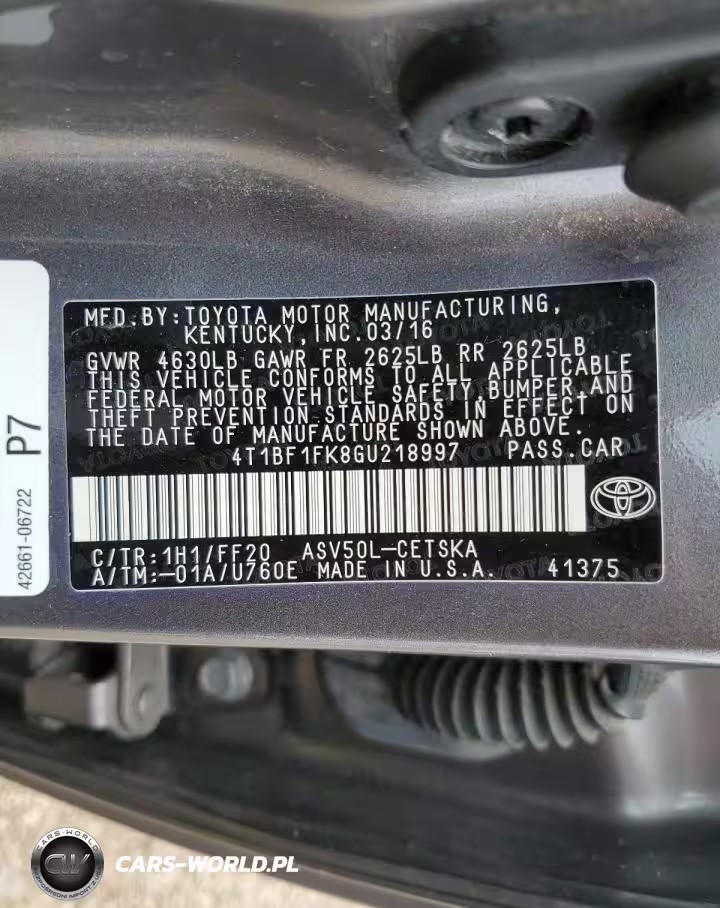 MFD.BY:TOYOTA MOTOR MANUFACTURING,
KENTUCKY,INC.03/16
GVWR 4630LB GAWR FR 2625LB RR 2625LB
THIS VEHICLE CONFORMS TO ALL APPLICABLE
FEDERAL MOTOR VEHICLE SAFETY,BUMPER,AND
THEFT PREVENTION STANDARDS IN EFFECT ON
THE DATE OF MANUFACTURE SHOWN ABOVE.
4T1BF1FK8GU218997 PASS.CAR
C/TR:1H1/FF20 ASV50L-CETSKA
A/TM:-01A/U760E MADE IN U.S.A. 41375
42661-06722 P7
CARS-WORLD
CW
CARS-WORLD.PL